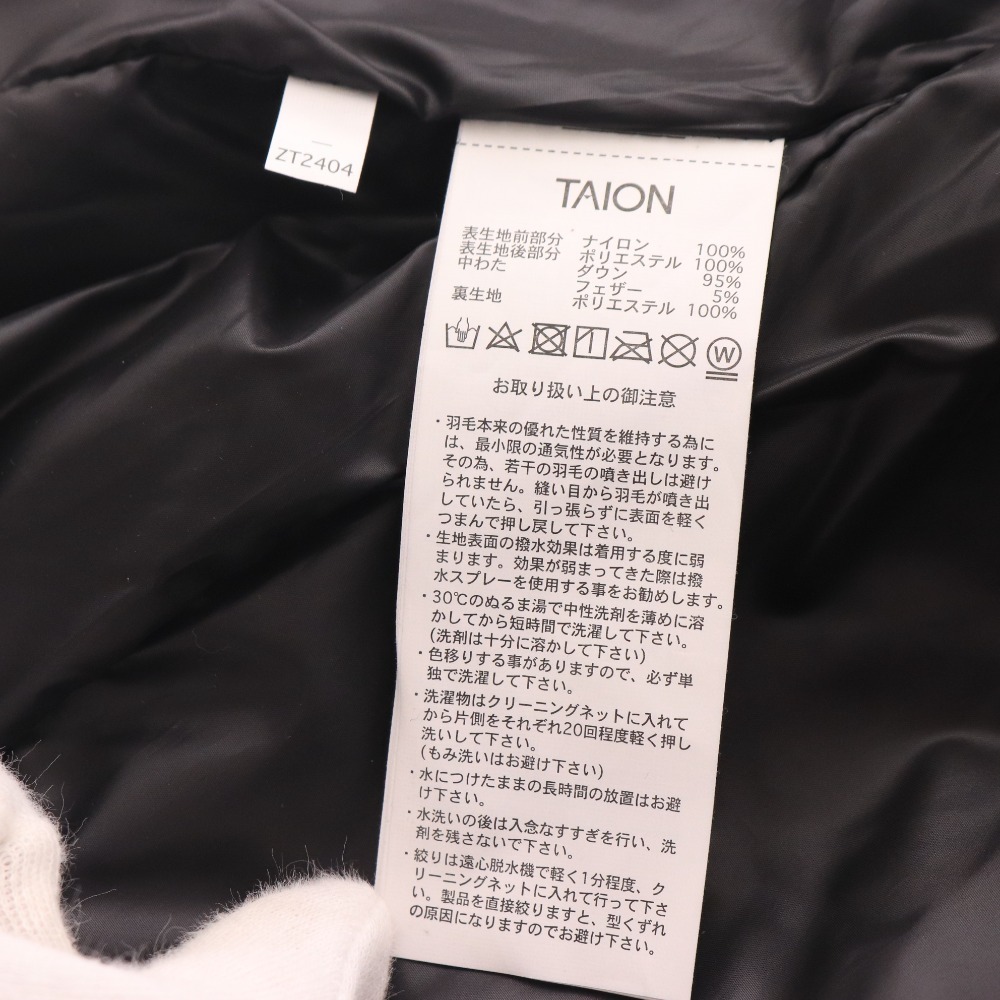 ZT2404
TAION
表生地前部分 ナイロン 100%
表生地後部分 ポリエステル 100%
中わた ダウン 95%
フェザー 5%
裏生地 ポリエステル 100%
W
お取り扱い上の御注意
・羽毛本来の優れた性質を維持する為に
は、最小限の通気性が必要となります。
その為、若干の羽毛の噴き出しは避け
られません。縫い目から羽毛が噴き出
していたら、引っ張らずに表面を軽く
つまんで押し戻して下さい。
・生地表面の撥水効果は着用する度に弱
まります。効果が弱まってきた際は撥
水スプレーを使用する事をお勧めします。
・30℃のぬるま湯で中性洗剤を薄めに溶
かしてから短時間で洗濯して下さい。
(洗剤は十分に溶かして下さい)
・色移りする事がありますので、必ず単
独で洗濯して下さい。
・洗濯物はクリーニングネットに入れて
から片側をそれぞれ20回程度軽く押し
洗いして下さい。
(もみ洗いはお避け下さい)
・水につけたままの長時間の放置はお避
け下さい。
・水洗いの後は入念なすすぎを行い、洗
剤を残さないで下さい。
・絞りは遠心脱水機で軽く1分程度、ク
リーニングネットに入れて行って下さ
い。製品を直接絞りますと、型くずれ
の原因になりますのでお避け下さい。